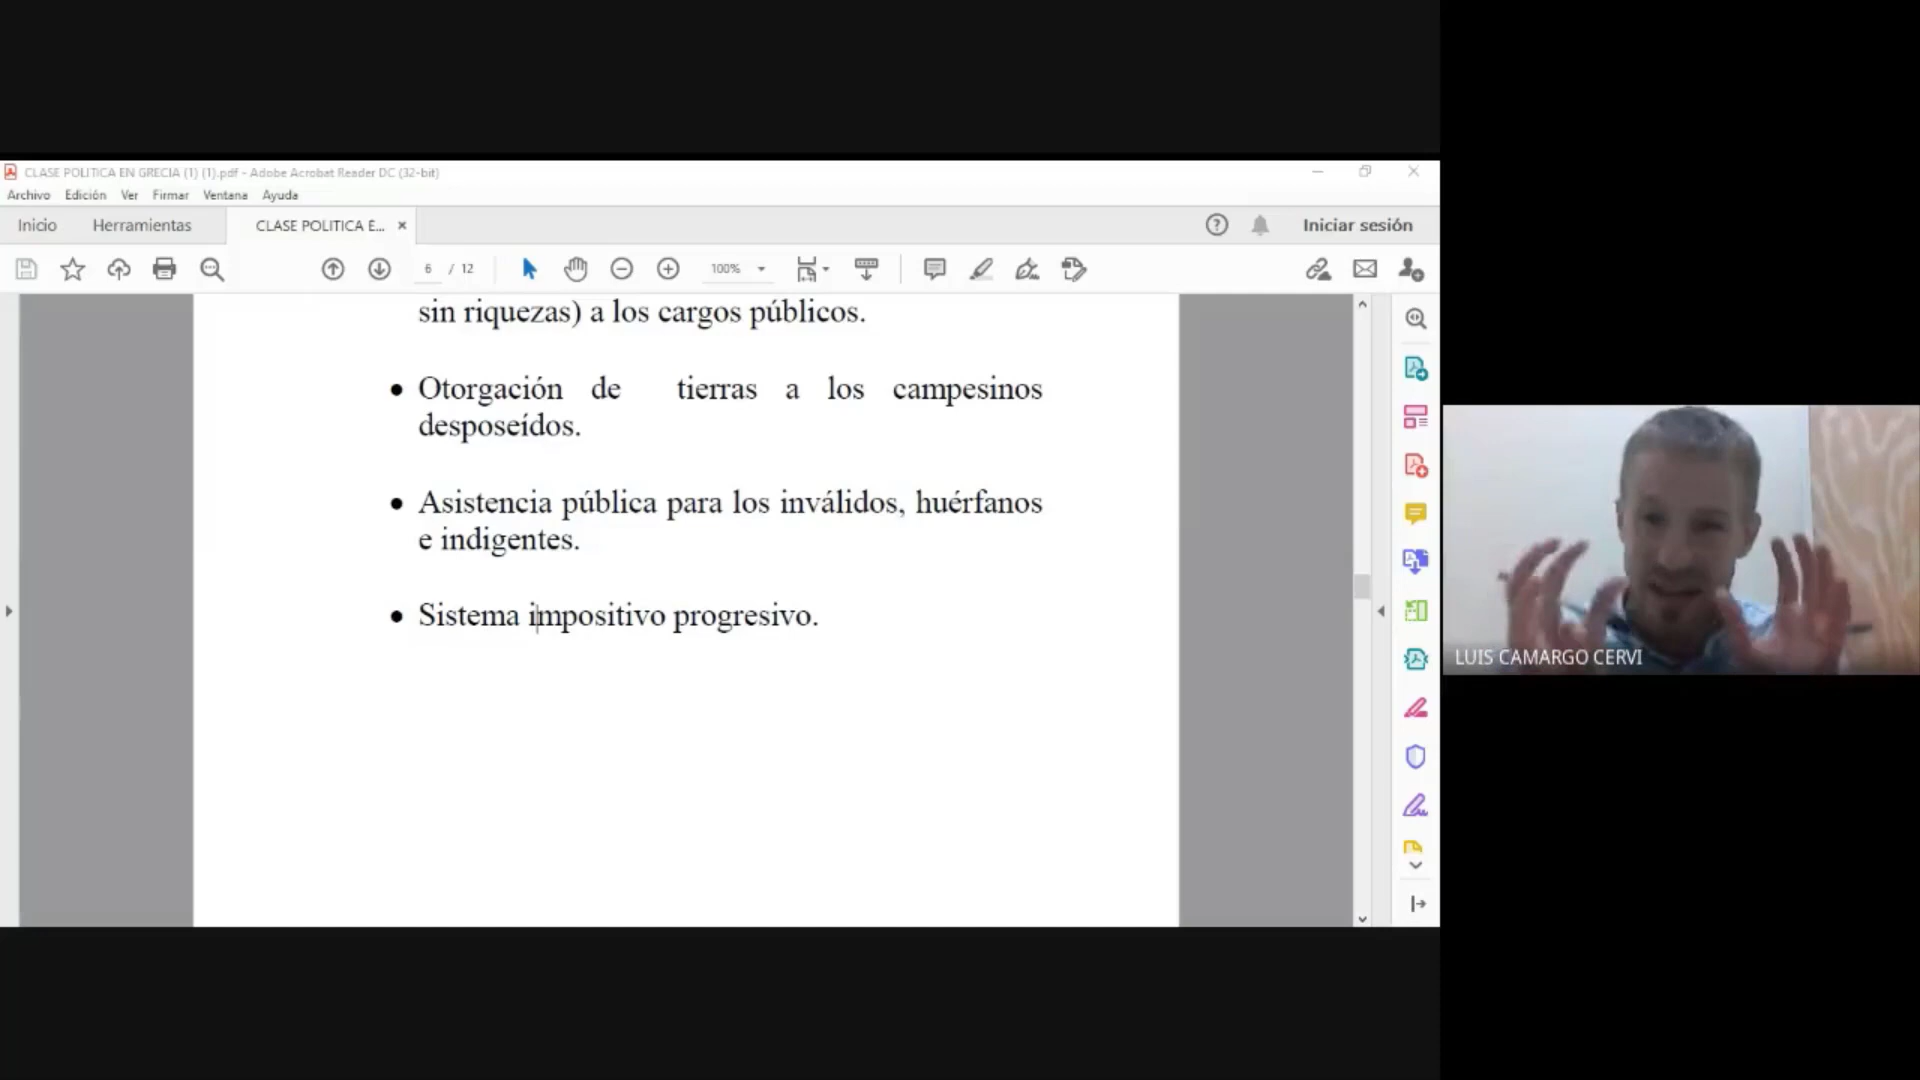 CLASE POLITICA EN GRECIA (1) (1).pdf - Adobe Acrobat Reader DC (32-bit)
Archivo Edición Ver Firmar Ventana Ayuda
Inicio Herramientas CLASE POLITICA E... Iniciar sesión
6 / 12 100%
sin riquezas) a los cargos públicos.
• Otorgación de tierras a los campesinos
desposeídos.
• Asistencia pública para los inválidos, huérfanos
e indigentes.
• Sistema impositivo progresivo.
LUIS CAMARGO CERVI